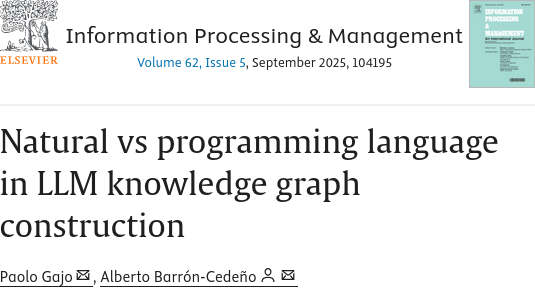 Information Processing & Management
Volume 62, Issue 5, September 2025, 104195
ELSEVIER
INFORMATION
PROCESSING
&
MANAGEMENT
Natural vs programming language
in LLM knowledge graph
construction
Paolo Gajo, Alberto Barrón-Cedeño